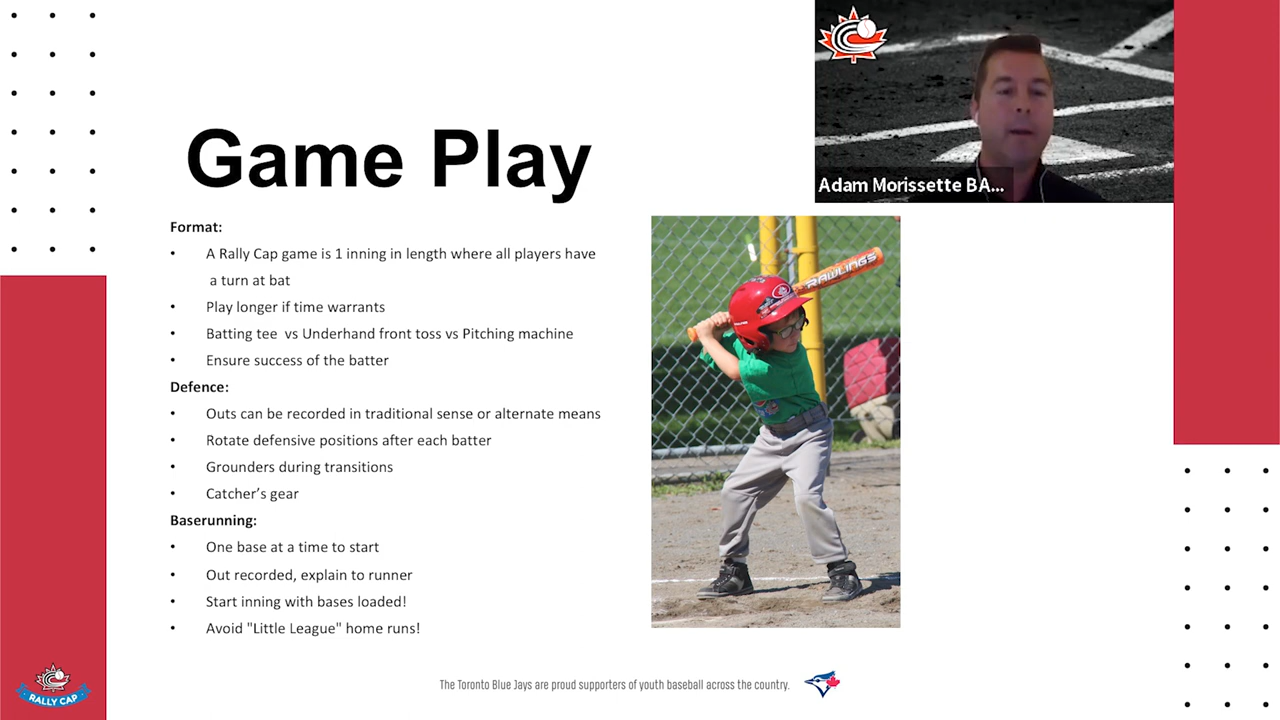 Adam Morissette BA...
Game Play
Format:
• A Rally Cap game is 1 inning in length where all players have
a turn at bat
• Play longer if time warrants
• Batting tee vs Underhand front toss vs Pitching machine
• Ensure success of the batter
Defence:
• Outs can be recorded in traditional sense or alternate means
• Rotate defensive positions after each batter
• Grounders during transitions
• Catcher’s gear
Baserunning:
• One base at a time to start
• Out recorded, explain to runner
• Start inning with bases loaded!
• Avoid "Little League" home runs!
RAWLINGS
RALLY CAP
The Toronto Blue Jays are proud supporters of youth baseball across the country.